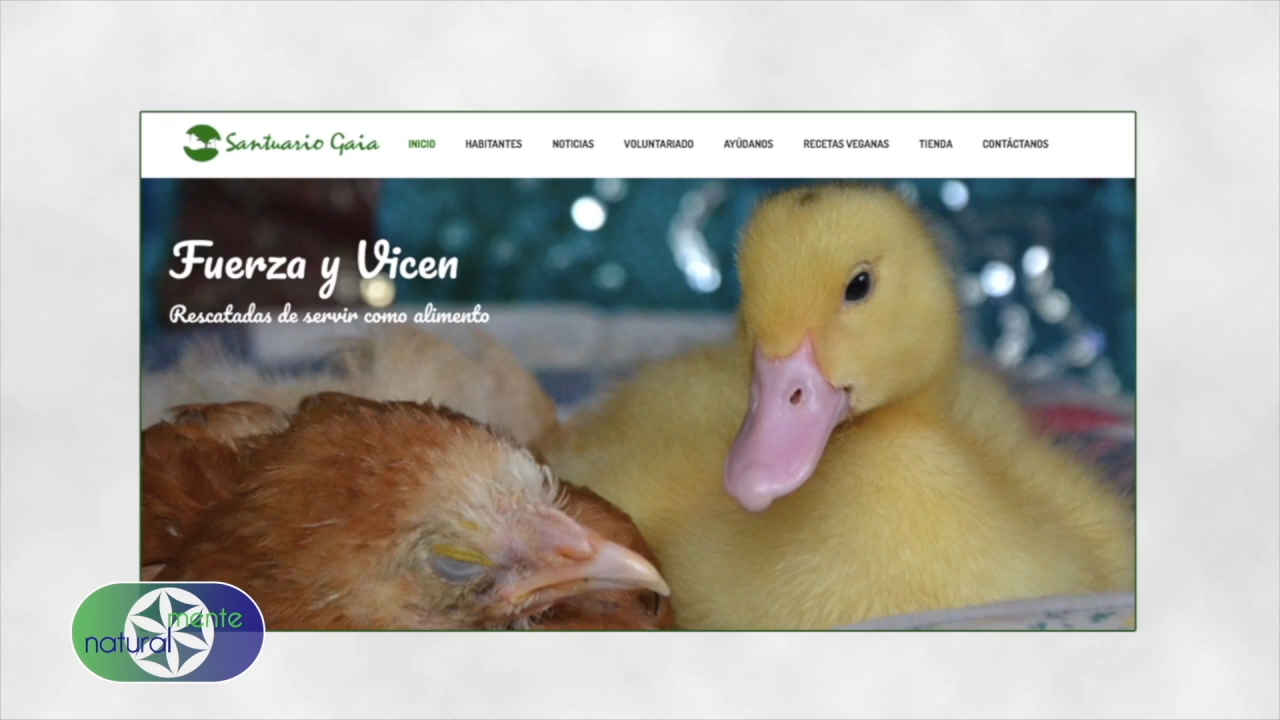 Santuario Gaia
INICIO
HABITANTES
NOTICIAS
VOLUNTARIADO
AYÚDANOS
RECETAS VEGANAS
TIENDA
CONTÁCTANOS
Fuerza y Vicen
Rescatadas de servir como alimento
mente
natural